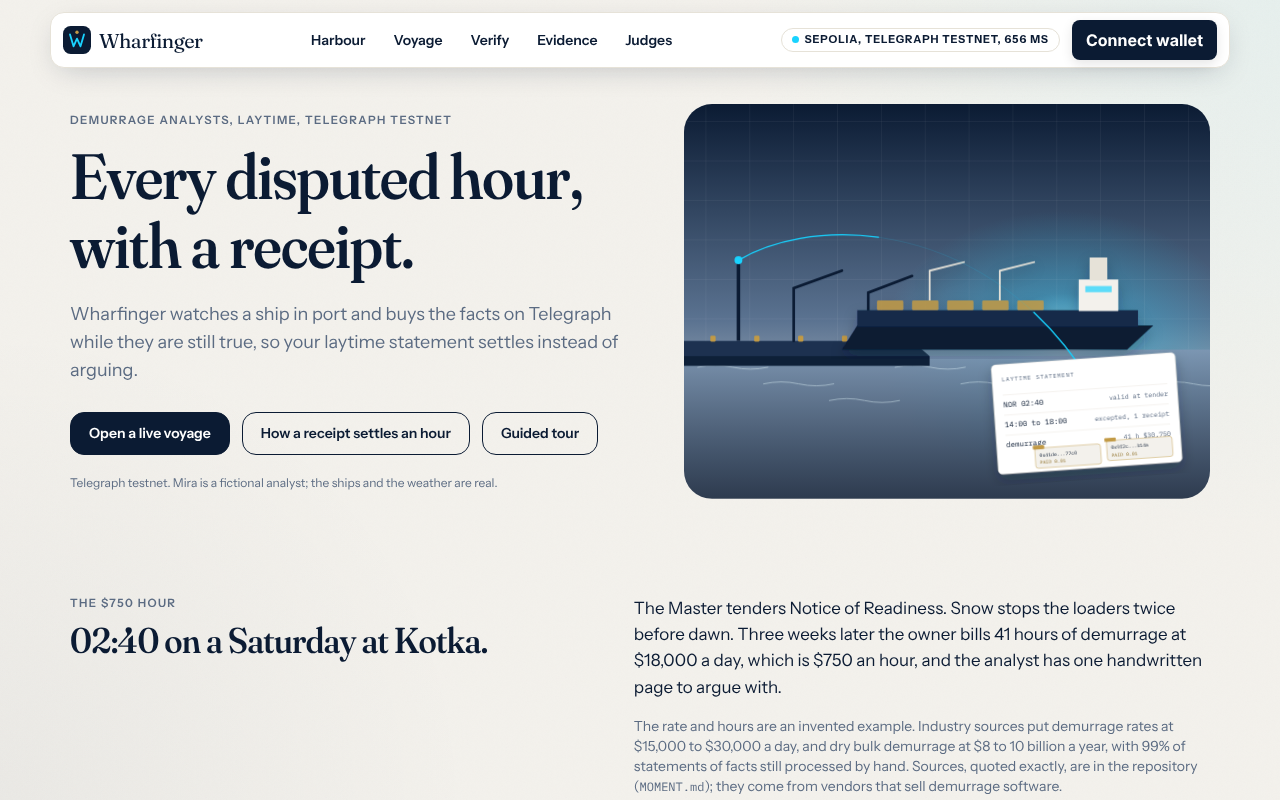 Wharfinger
Harbour
Voyage
Verify
Evidence
Judges
SEPOLIA, TELEGRAPH TESTNET, 656 MS
Connect wallet
DEMURRAGE ANALYSTS, LAYTIME, TELEGRAPH TESTNET
Every disputed hour,
with a receipt.
Wharfinger watches a ship in port and buys the facts on Telegraph
while they are still true, so your laytime statement settles instead of
arguing.
Open a live voyage
How a receipt settles an hour
Guided tour
Telegraph testnet. Mira is a fictional analyst; the ships and the weather are real.
LAYTIME STATEMENT
NOR 02:40 valid at tender
14:00 to 18:00 excepted, 1 receipt
demurrage 41 h $30,750
PAID 0.01
PAID 0.01
THE $750 HOUR
02:40 on a Saturday at Kotka.
The Master tenders Notice of Readiness. Snow stops the loaders twice
before dawn. Three weeks later the owner bills 41 hours of demurrage at
$18,000 a day, which is $750 an hour, and the analyst has one handwritten
page to argue with.
The rate and hours are an invented example. Industry sources put demurrage rates at
$15,000 to $30,000 a day, and dry bulk demurrage at $8 to 10 billion a year, with 99% of
statements of facts still processed by hand. Sources, quoted exactly, are in the repository
(MOMENT.md); they come from vendors that sell demurrage software.